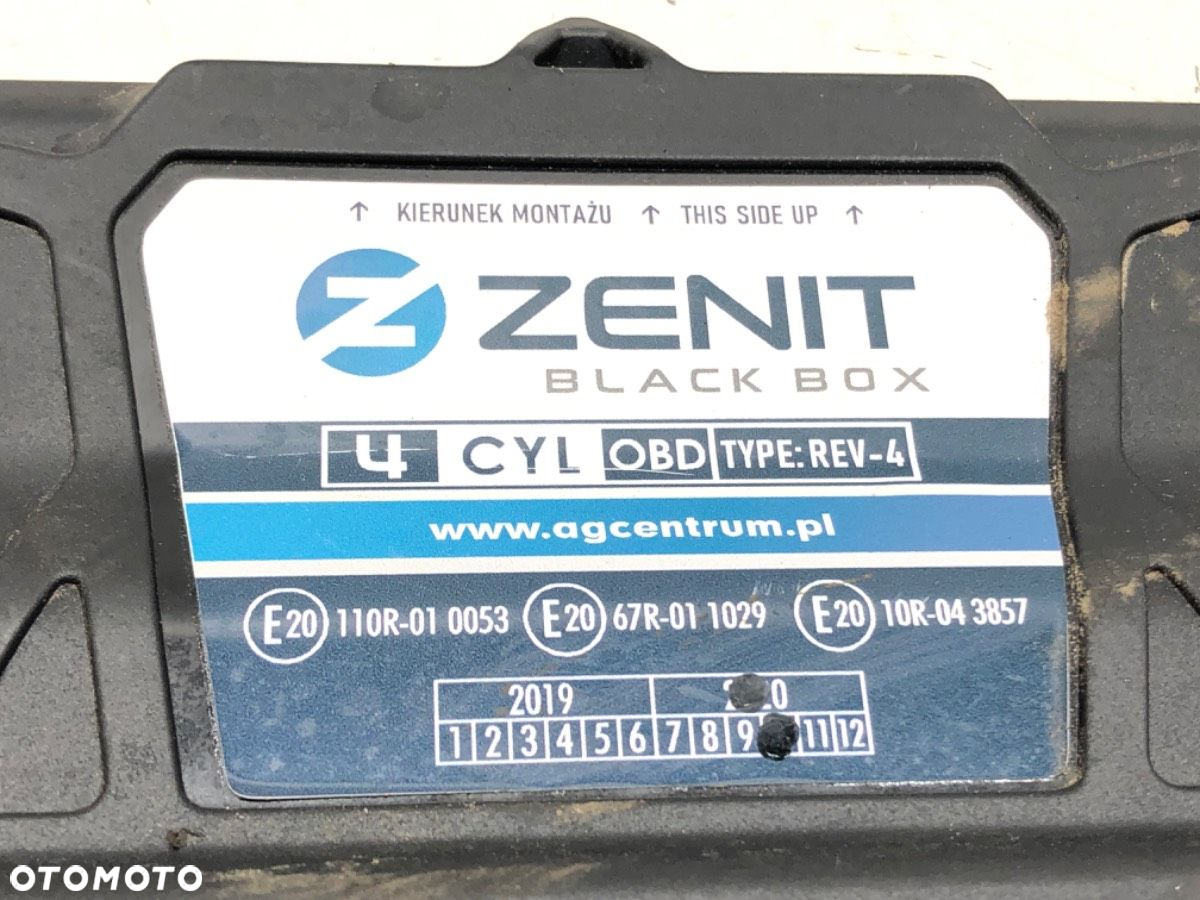 ↑ KIERUNEK MONTAŻU ↑ THIS SIDE UP ↑
Z ZENIT
BLACK BOX
4 CYL OBD TYPE: REV-4
www.agcentrum.pl
E20 110R-01 0053 E20 67R-01 1029 E20 10R-04 3857
2019
1 2 3 4 5 6 7 8 9 11 12
OTOMOTO